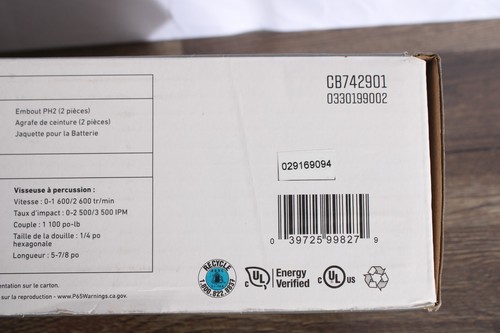 CB742901
0330199002
Embout PH2 (2 pièces)
Agrafe de ceinture (2 pièces)
Jaquette pour la Batterie
029169094
Visseuse à percussion :
Vitesse : 0-1 600/2 600 tr/min
Taux d'impact : 0-2 500/3 500 IPM
Couple : 1 100 po-lb
Taille de la douille : 1/4 po
hexagonale
Longueur : 5-7/8 po
0 39725 99827 9
RECYCLE
1.800.822.8837
UL
Energy
Verified
C UL US
entation sur le carton.
sur la reproduction - www.P65Warnings.ca.gov.